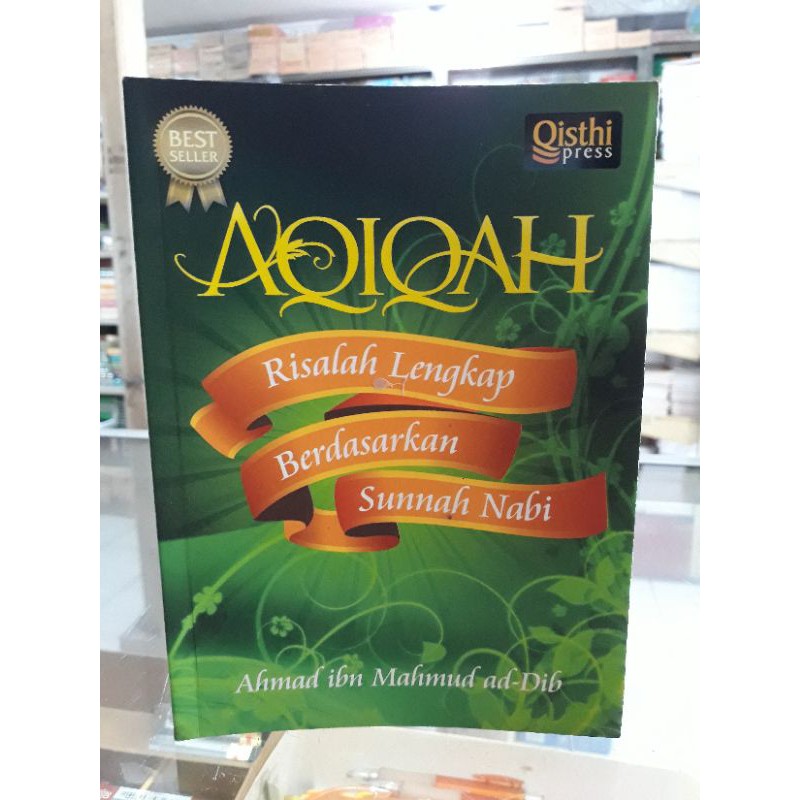 BEST
SELLER
Qisthi
press
AQIQAH
Risalah Lengkap
Berdasarkan
Sunnah Nabi
Ahmad ibn Mahmud ad-Dib